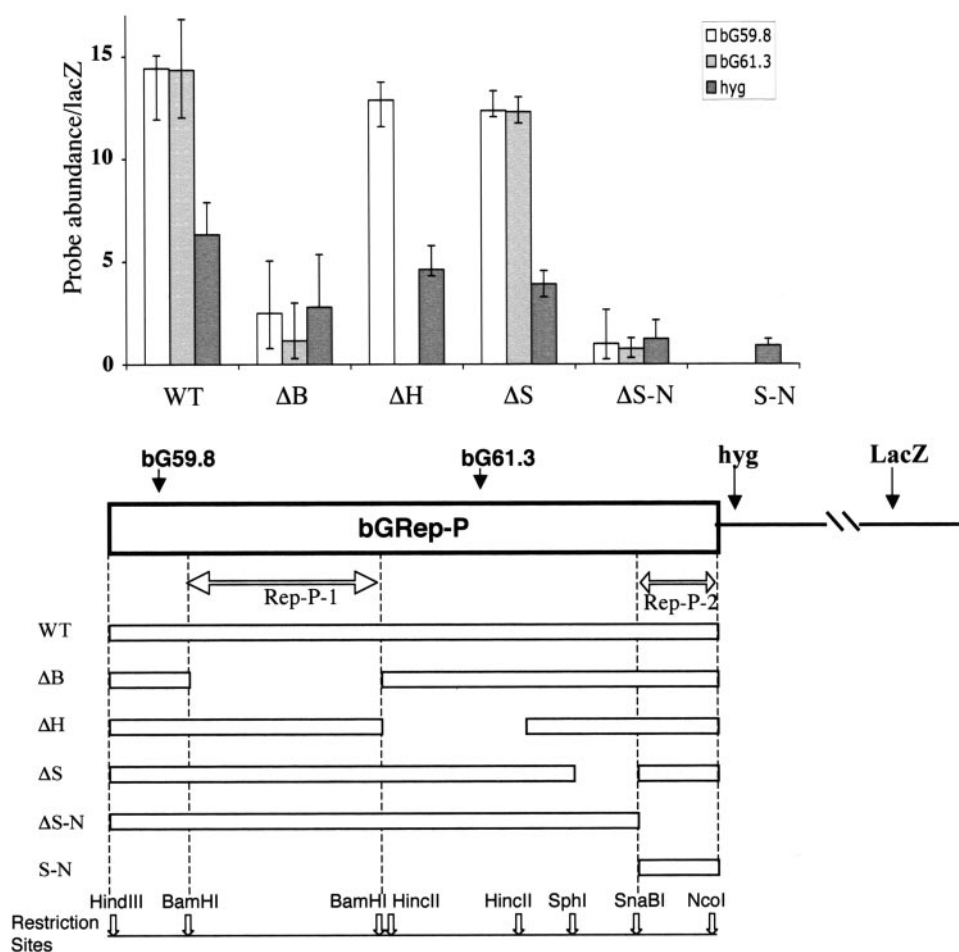 Probe abundance/lacZ
15
10
5
0
bG59.8
bG61.3
hyg
WT ΔB ΔH ΔS ΔS-N S-N
bG59.8 bG61.3 hyg LacZ
bGRep-P
Rep-P-1 Rep-P-2
WT
ΔB
ΔH
ΔS
ΔS-N
S-N
HindIII BamHI BamHI HincII HincII SphI SnaBI NcoI
Restriction
Sites